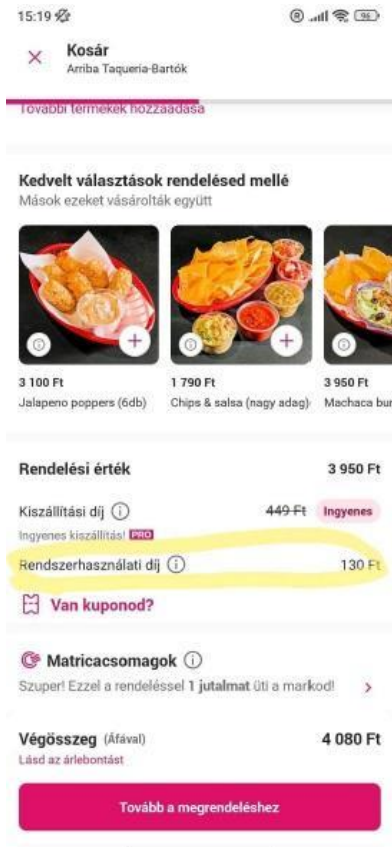 15:19
Kosár
Arriba Taqueria-Bartók
További termékek hozzáadása
Kedvelt választások rendelésed mellé
Mások ezeket vásárolták együtt
3 100 Ft
Jalapeno poppers (6db)
1 790 Ft
Chips & salsa (nagy adag)
3 950 Ft
Machaca bur
Rendelési érték 3 950 Ft
Kiszállítási díj 449 Ft Ingyenes
Ingyenes kiszállítás! PRO
Rendszerhasználati díj 130 Ft
Van kuponod?
Matricacsomagok
Szuper! Ezzel a rendeléssel 1 jutalmat üti a markod!
Végösszeg (Áfával) 4 080 Ft
Lásd az árlebontást
Tovább a megrendeléshez